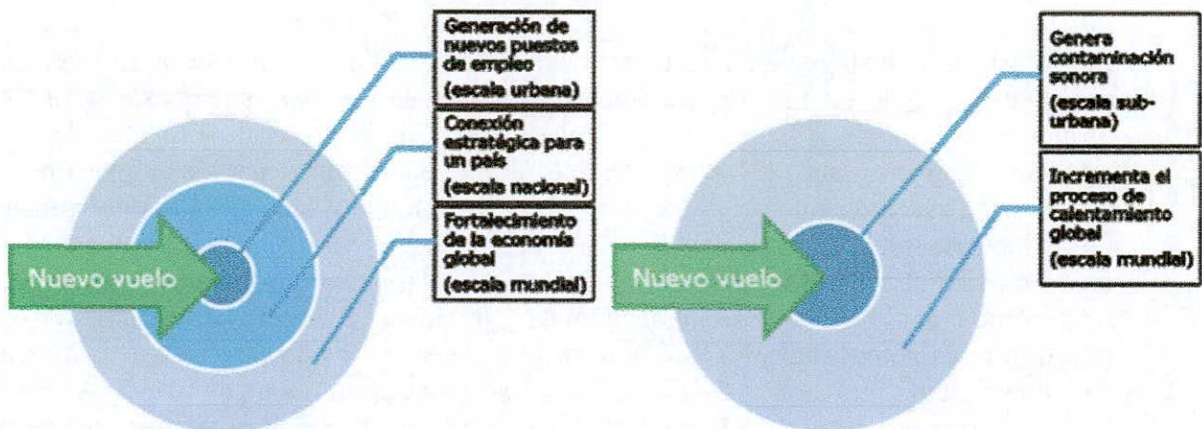 Generación de
nuevos puestos
de empleo
(escala urbana)
Conexión
estratégica para
un país
(escala nacional)
Fortalecimiento
de la economía
global
(escala mundial)
Nuevo vuelo
Genera
contaminación
sonora
(escala sub-
urbana)
Incrementa el
proceso de
calentamiento
global
(escala mundial)
Nuevo vuelo